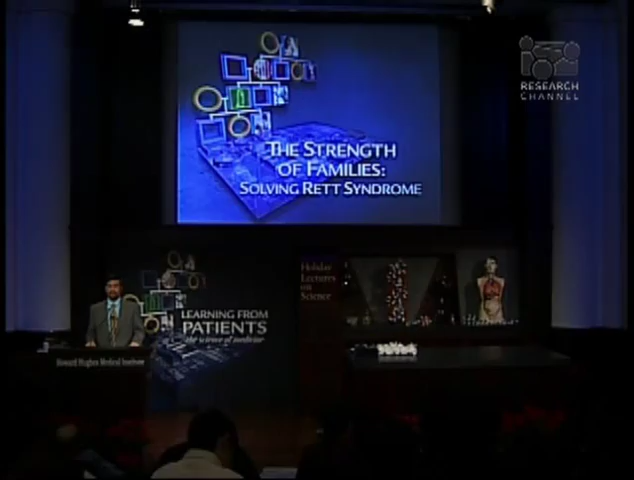 RESEARCH
CHANNEL
THE STRENGTH
OF FAMILIES:
SOLVING RETT SYNDROME
Holiday
Lectures
on
Science
LEARNING FROM
PATIENTS
the science of medicine
Howard Hughes Medical Institute